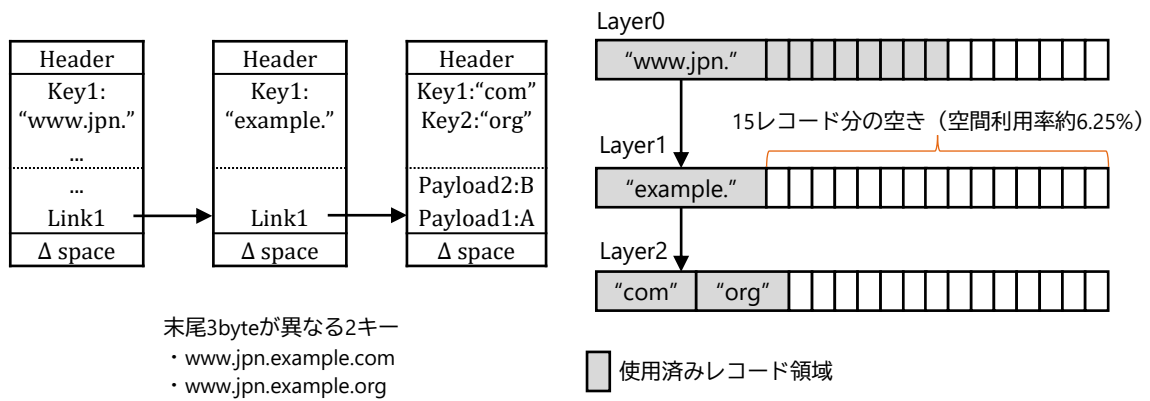 Header
Key1:
“www.jpn.”
...
...
Link1
Δ space
Header
Key1:
“example.”
Link1
Δ space
Header
Key1:“com”
Key2:“org”
Payload2:B
Payload1:A
Δ space
末尾3byteが異なる2キー
・www.jpn.example.com
・www.jpn.example.org
Layer0
“www.jpn.”
15レコード分の空き（空間利用率約6.25%）
Layer1
“example.”
Layer2
“com”
“org”
使用済みレコード領域